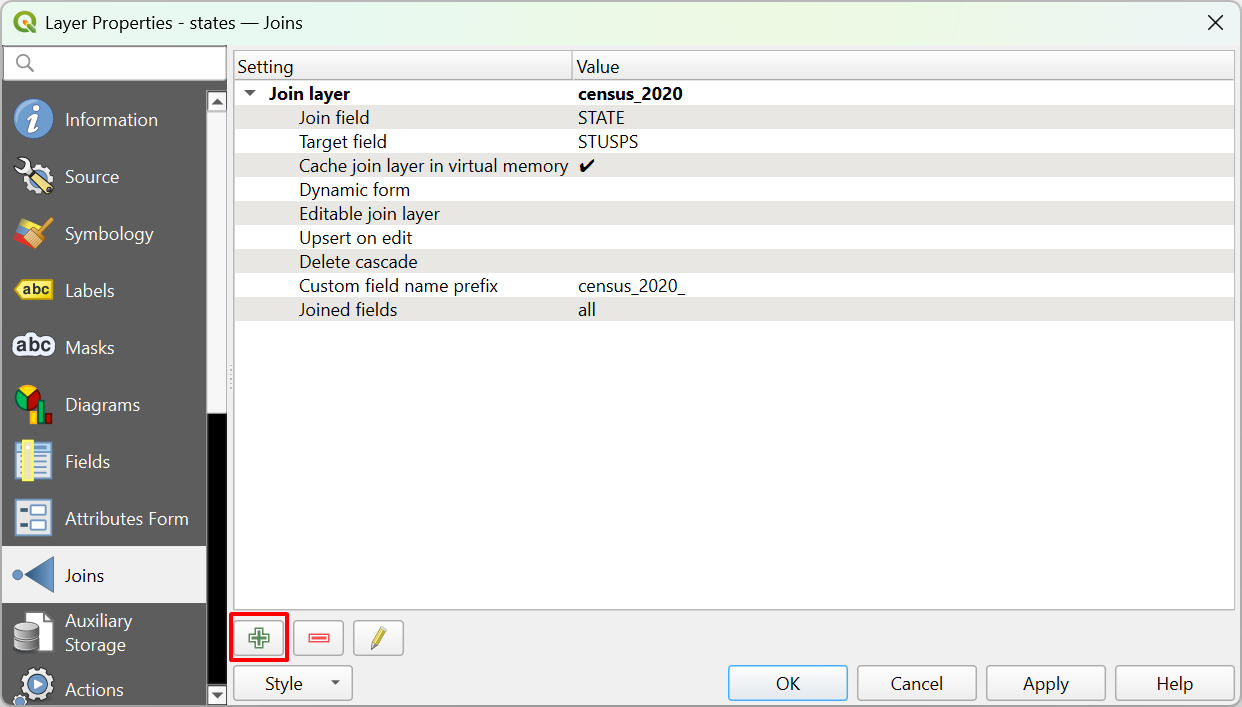 Layer Properties - states — Joins
Information
Source
Symbology
abc Labels
abc Masks
Diagrams
Fields
Attributes Form
Joins
Auxiliary
Storage
Actions
Setting Value
Join layer census_2020
Join field STATE
Target field STUSPS
Cache join layer in virtual memory ✔
Dynamic form
Editable join layer
Upsert on edit
Delete cascade
Custom field name prefix census_2020_
Joined fields all
Style OK Cancel Apply Help